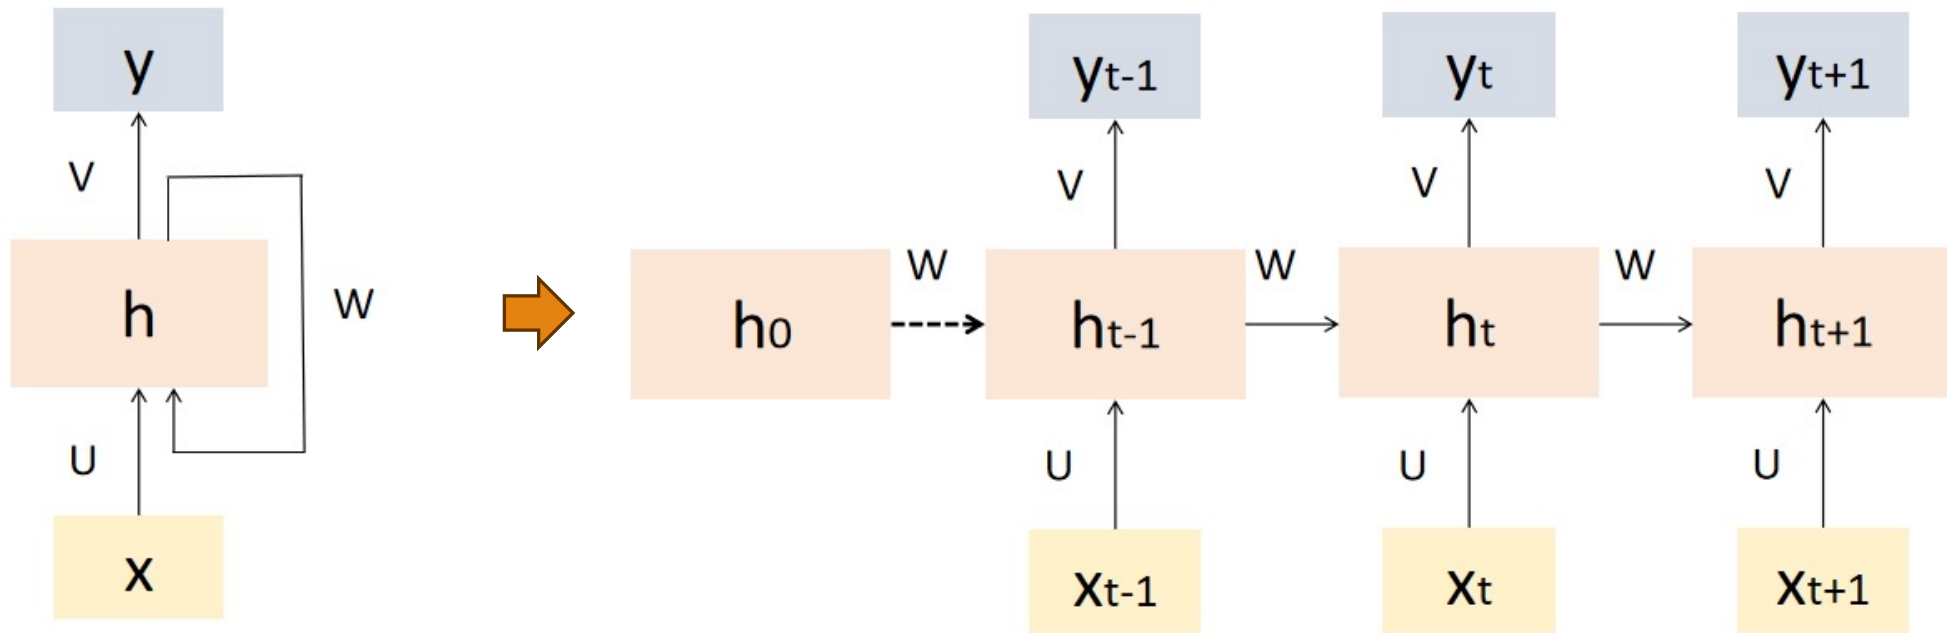 y
yt-1
yt
yt+1
V
V
V
V
W
W
W
W
h
h0
ht-1
ht
ht+1
U
U
U
U
x
xt-1
xt
xt+1